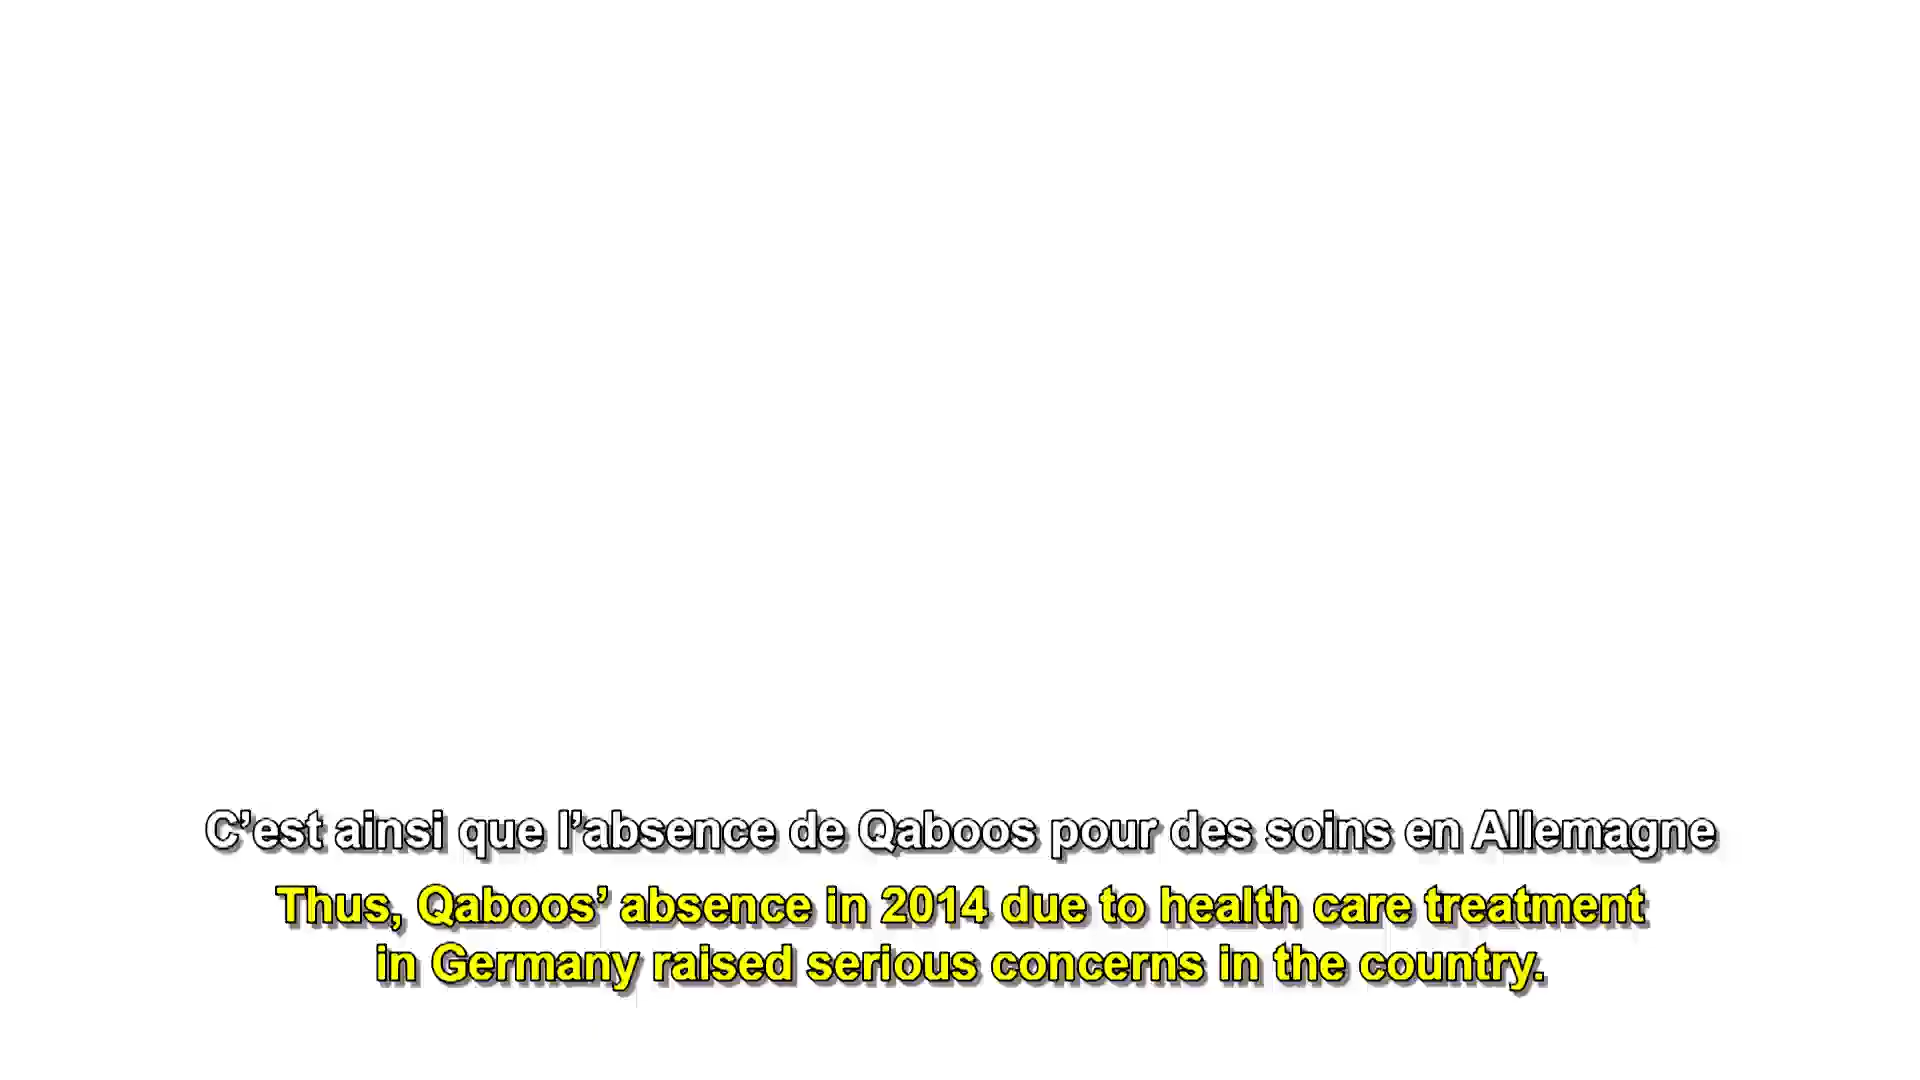 C’est ainsi que l’absence de Qaboos pour des soins en Allemagne
Thus, Qaboos’ absence in 2014 due to health care treatment
in Germany raised serious concerns in the country.